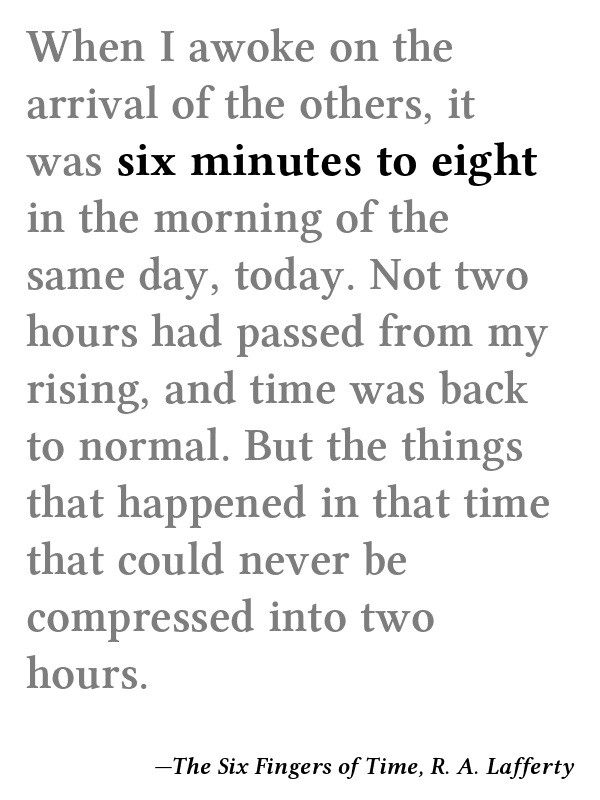 When I awoke on the
arrival of the others, it
was six minutes to eight
in the morning of the
same day, today. Not two
hours had passed from my
rising, and time was back
to normal. But the things
that happened in that time
that could never be
compressed into two
hours.
—The Six Fingers of Time, R. A. Lafferty